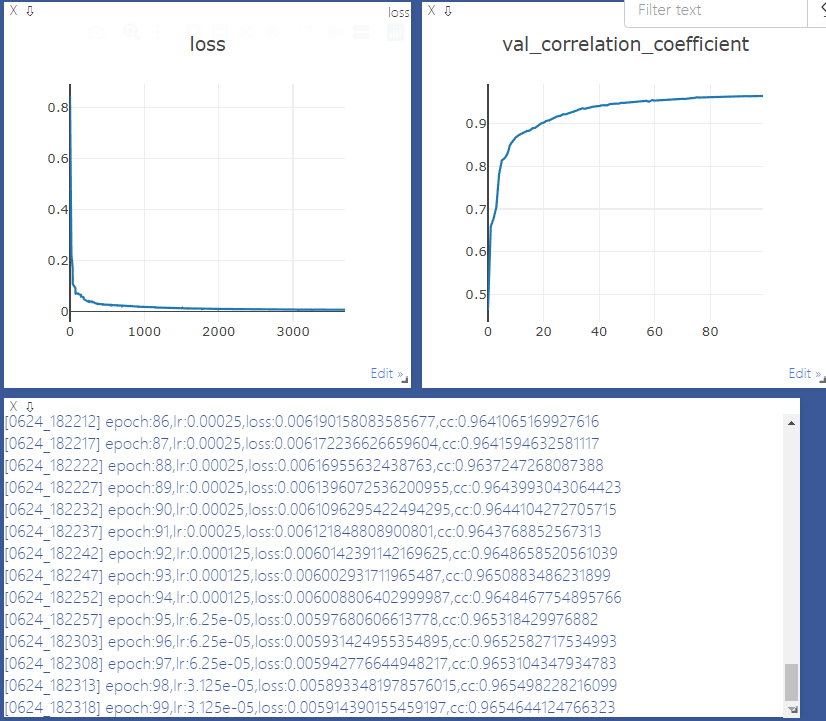 X ⇩
loss
loss
0.8
0.6
0.4
0.2
0
0 1000 2000 3000
Edit »
X ⇩
Filter text
val_correlation_coefficient
0.9
0.8
0.7
0.6
0.5
0 20 40 60 80
Edit »
X ⇩
[0624_182212] epoch:86,lr:0.00025,loss:0.006190158083585677,cc:0.9641065169927616
[0624_182217] epoch:87,lr:0.00025,loss:0.006172236626659604,cc:0.9641594632581117
[0624_182222] epoch:88,lr:0.00025,loss:0.00616955632438763,cc:0.9637247268087388
[0624_182227] epoch:89,lr:0.00025,loss:0.0061396072536200955,cc:0.9643993043064423
[0624_182232] epoch:90,lr:0.00025,loss:0.0061096295422494295,cc:0.9644104272705715
[0624_182237] epoch:91,lr:0.00025,loss:0.006121848808900801,cc:0.9643768852567313
[0624_182242] epoch:92,lr:0.000125,loss:0.0060142391142169625,cc:0.9648658520561039
[0624_182247] epoch:93,lr:0.000125,loss:0.006002931711965487,cc:0.9650883486231899
[0624_182252] epoch:94,lr:0.000125,loss:0.006008806402999987,cc:0.9648467754895766
[0624_182257] epoch:95,lr:6.25e-05,loss:0.00597680606613778,cc:0.965318429976882
[0624_182303] epoch:96,lr:6.25e-05,loss:0.005931424955354895,cc:0.9652582717534993
[0624_182308] epoch:97,lr:6.25e-05,loss:0.005942776644948217,cc:0.9653104347934783
[0624_182313] epoch:98,lr:3.125e-05,loss:0.0058933481978576015,cc:0.965498228216099
[0624_182318] epoch:99,lr:3.125e-05,loss:0.005914390155459197,cc:0.9654644124766323